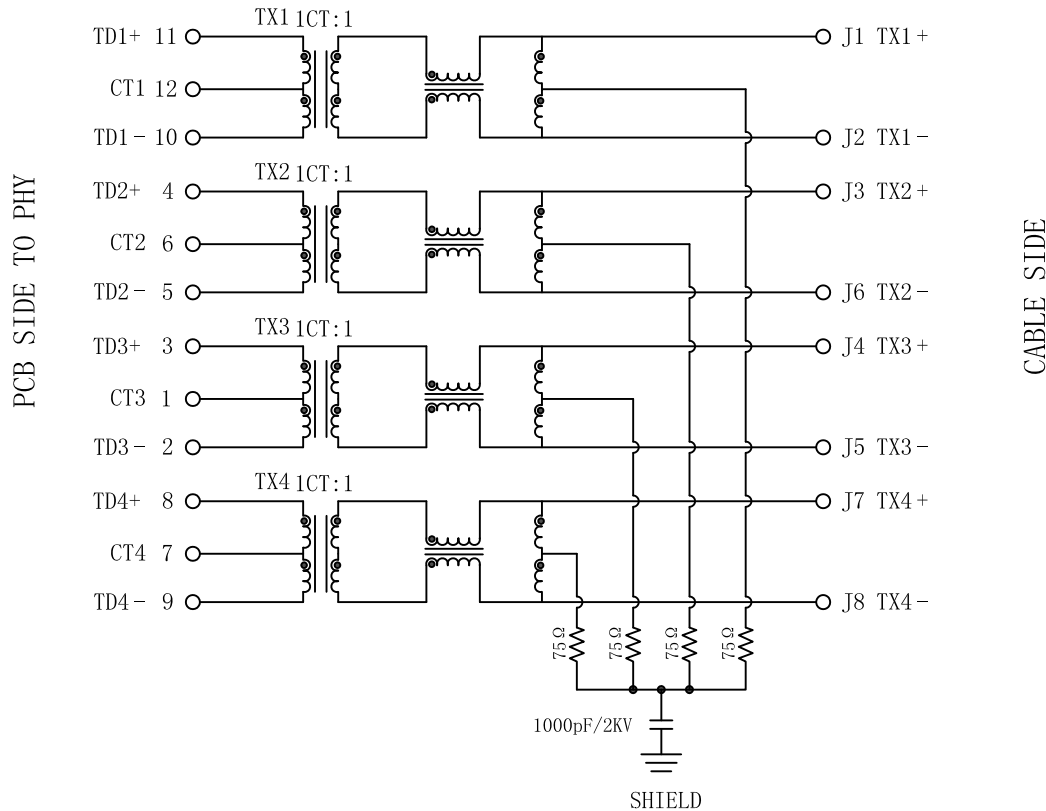 TX1 1CT:1
TD1+ 11
J1 TX1+
CT1 12
TD1- 10
J2 TX1-
TX2 1CT:1
TD2+ 4
J3 TX2+
CT2 6
TD2- 5
J6 TX2-
TX3 1CT:1
TD3+ 3
J4 TX3+
CT3 1
TD3- 2
J5 TX3-
TX4 1CT:1
TD4+ 8
J7 TX4+
CT4 7
TD4- 9
J8 TX4-
PCB SIDE TO PHY
CABLE SIDE
75Ω
75Ω
75Ω
75Ω
1000pF/2KV
SHIELD